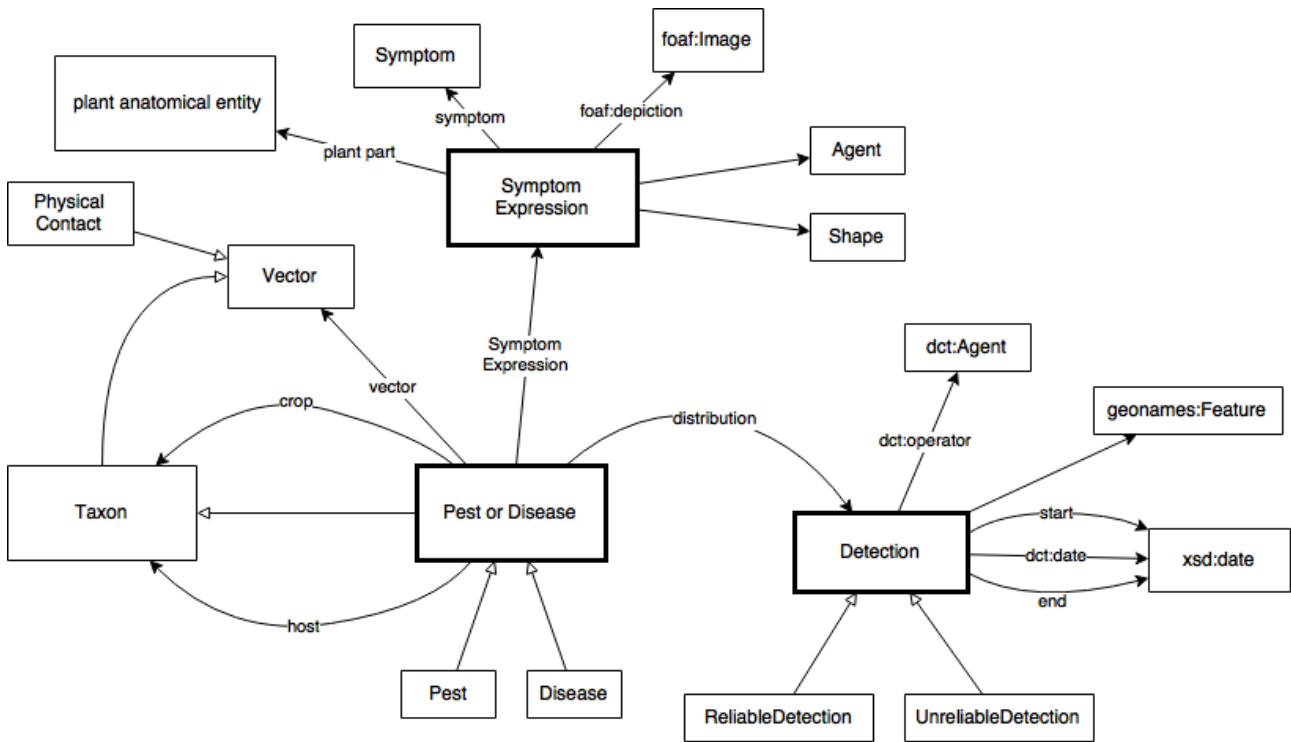 foaf:Image
Symptom
plant anatomical entity
foaf:depiction
symptom
plant part
Agent
Symptom
Expression
Physical
Contact
Shape
Vector
Symptom
Expression
dct:Agent
vector
crop
distribution
geonames:Feature
dct:operator
Taxon
Pest or Disease
start
Detection
dct:date
xsd:date
end
host
Pest
Disease
ReliableDetection
UnreliableDetection